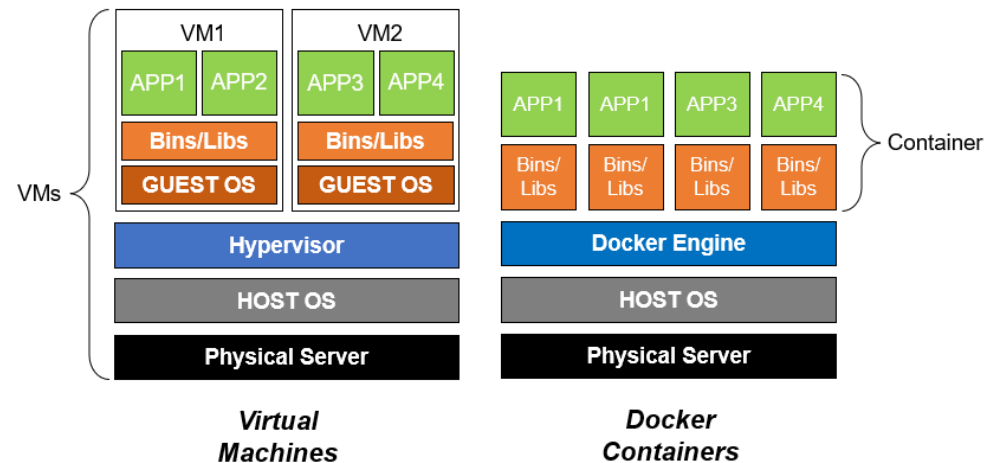 VM1
VM2
APP1
APP2
APP3
APP4
Bins/Libs
Bins/Libs
GUEST OS
GUEST OS
VMs
Hypervisor
HOST OS
Physical Server
Virtual
Machines
APP1
APP1
APP3
APP4
Bins/
Libs
Bins/
Libs
Bins/
Libs
Bins/
Libs
Container
Docker Engine
HOST OS
Physical Server
Docker
Containers